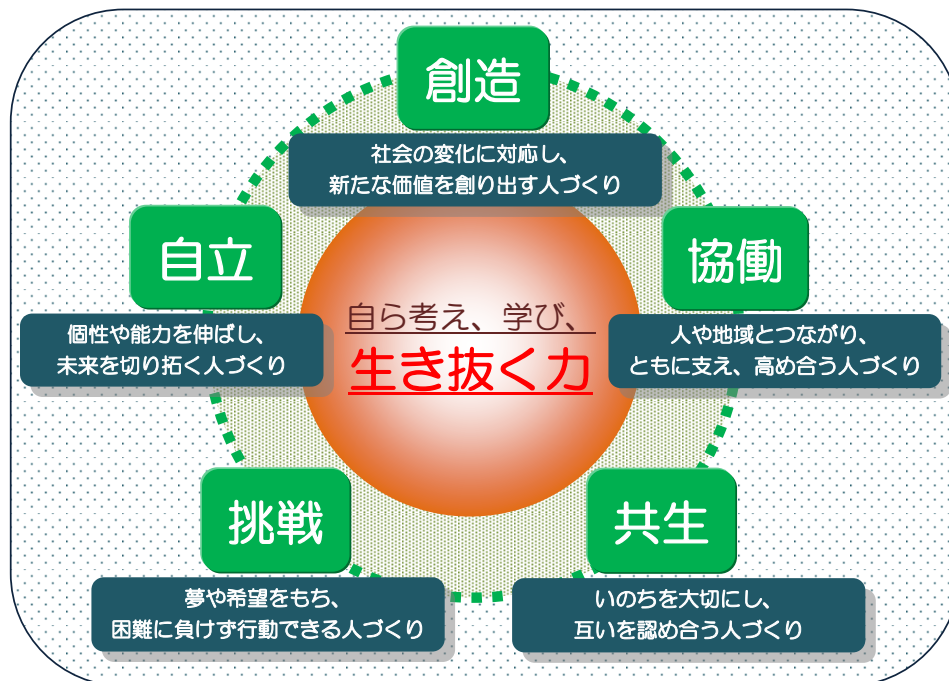 創造
社会の変化に対応し、
新たな価値を創り出す人づくり
自立
個性や能力を伸ばし、
未来を切り拓く人づくり
協働
人や地域とつながり、
ともに支え、高め合う人づくり
自ら考え、学び、
生き抜く力
挑戦
夢や希望をもち、
困難に負けず行動できる人づくり
共生
いのちを大切にし、
互いを認め合う人づくり